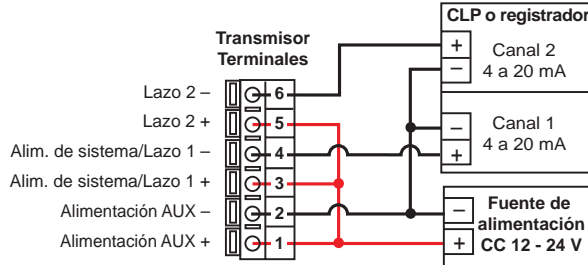 CLP o registrador
Transmisor
Terminales
+
Canal 2
–
4 a 20 mA
Lazo 2 –
6
Lazo 2 +
5
–
Canal 1
Alim. de sistema/Lazo 1 –
4
+
4 a 20 mA
Alim. de sistema/Lazo 1 +
3
Alimentación AUX –
2
–
Fuente de
alimentación
Alimentación AUX +
1
+
CC 12 - 24 V